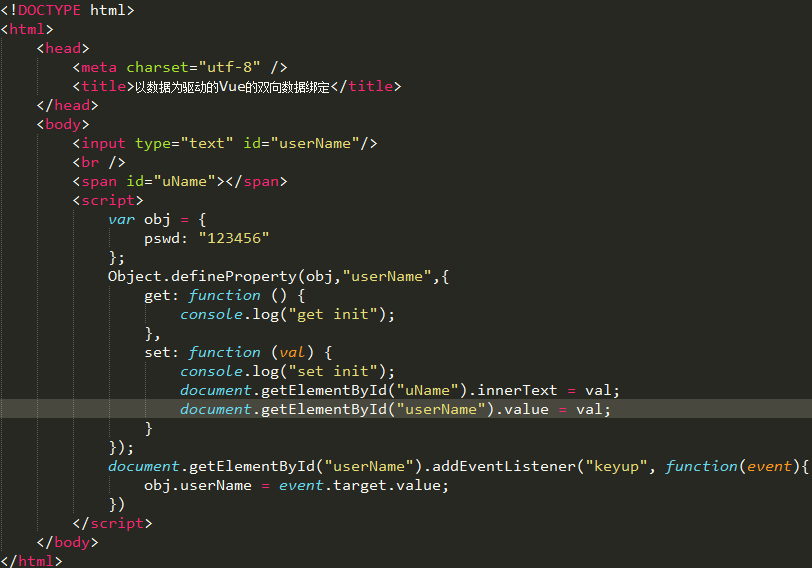 <!DOCTYPE html>
<html>
    <head>
        <meta charset="utf-8" />
        <title>以数据为驱动的Vue的双向数据绑定</title>
    </head>
    <body>
        <input type="text" id="userName"/>
        <br />
        <span id="uName"></span>
        <script>
            var obj = {
                pswd: "123456"
            };
            Object.defineProperty(obj,"userName",{
                get: function () {
                    console.log("get init");
                },
                set: function (val) {
                    console.log("set init");
                    document.getElementById("uName").innerText = val;
                    document.getElementById("userName").value = val;
                }
            });
            document.getElementById("userName").addEventListener("keyup", function(event){
                obj.userName = event.target.value;
            })
        </script>
    </body>
</html>